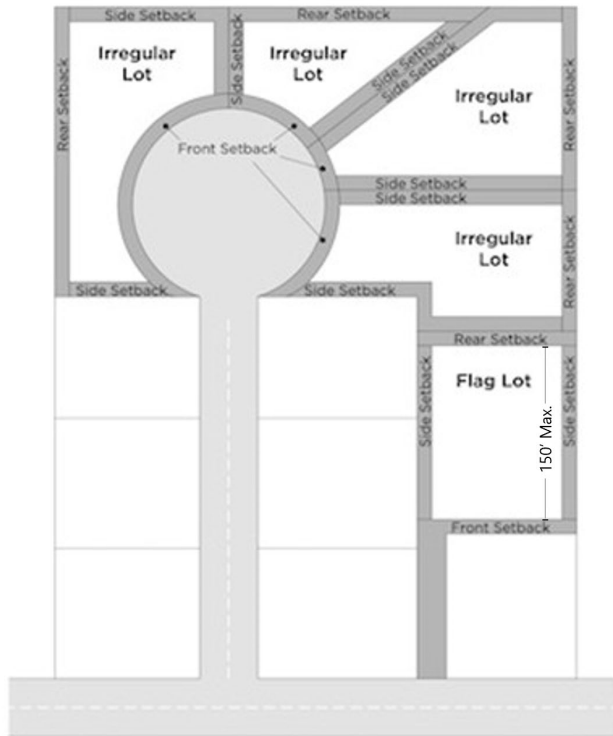 Side Setback
Rear Setback
Irregular
Lot
Irregular
Lot
Side Setback
Side Setback
Side Setback
Rear Setback
Rear Setback
Irregular
Lot
Front Setback
Side Setback
Side Setback
Irregular
Lot
Rear Setback
Side Setback
Side Setback
Rear Setback
Flag Lot
Side Setback
150' Max.
Side Setback
Front Setback